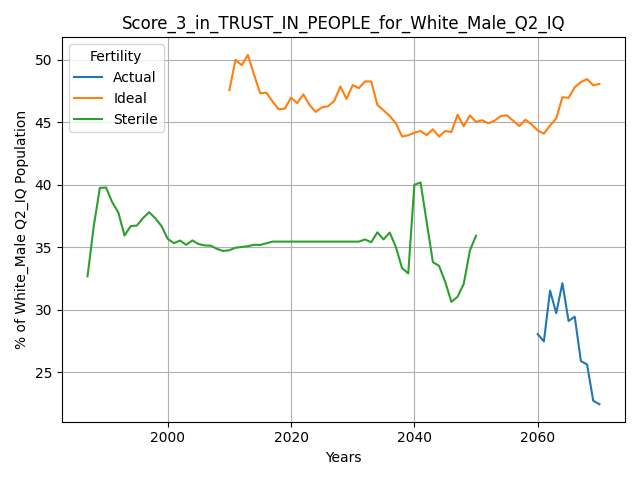 Score_3_in_TRUST_IN_PEOPLE_for_White_Male_Q2_IQ
Fertility
Actual
Ideal
Sterile
% of White_Male Q2_IQ Population
50
45
40
35
30
25
2000
2020
2040
2060
Years